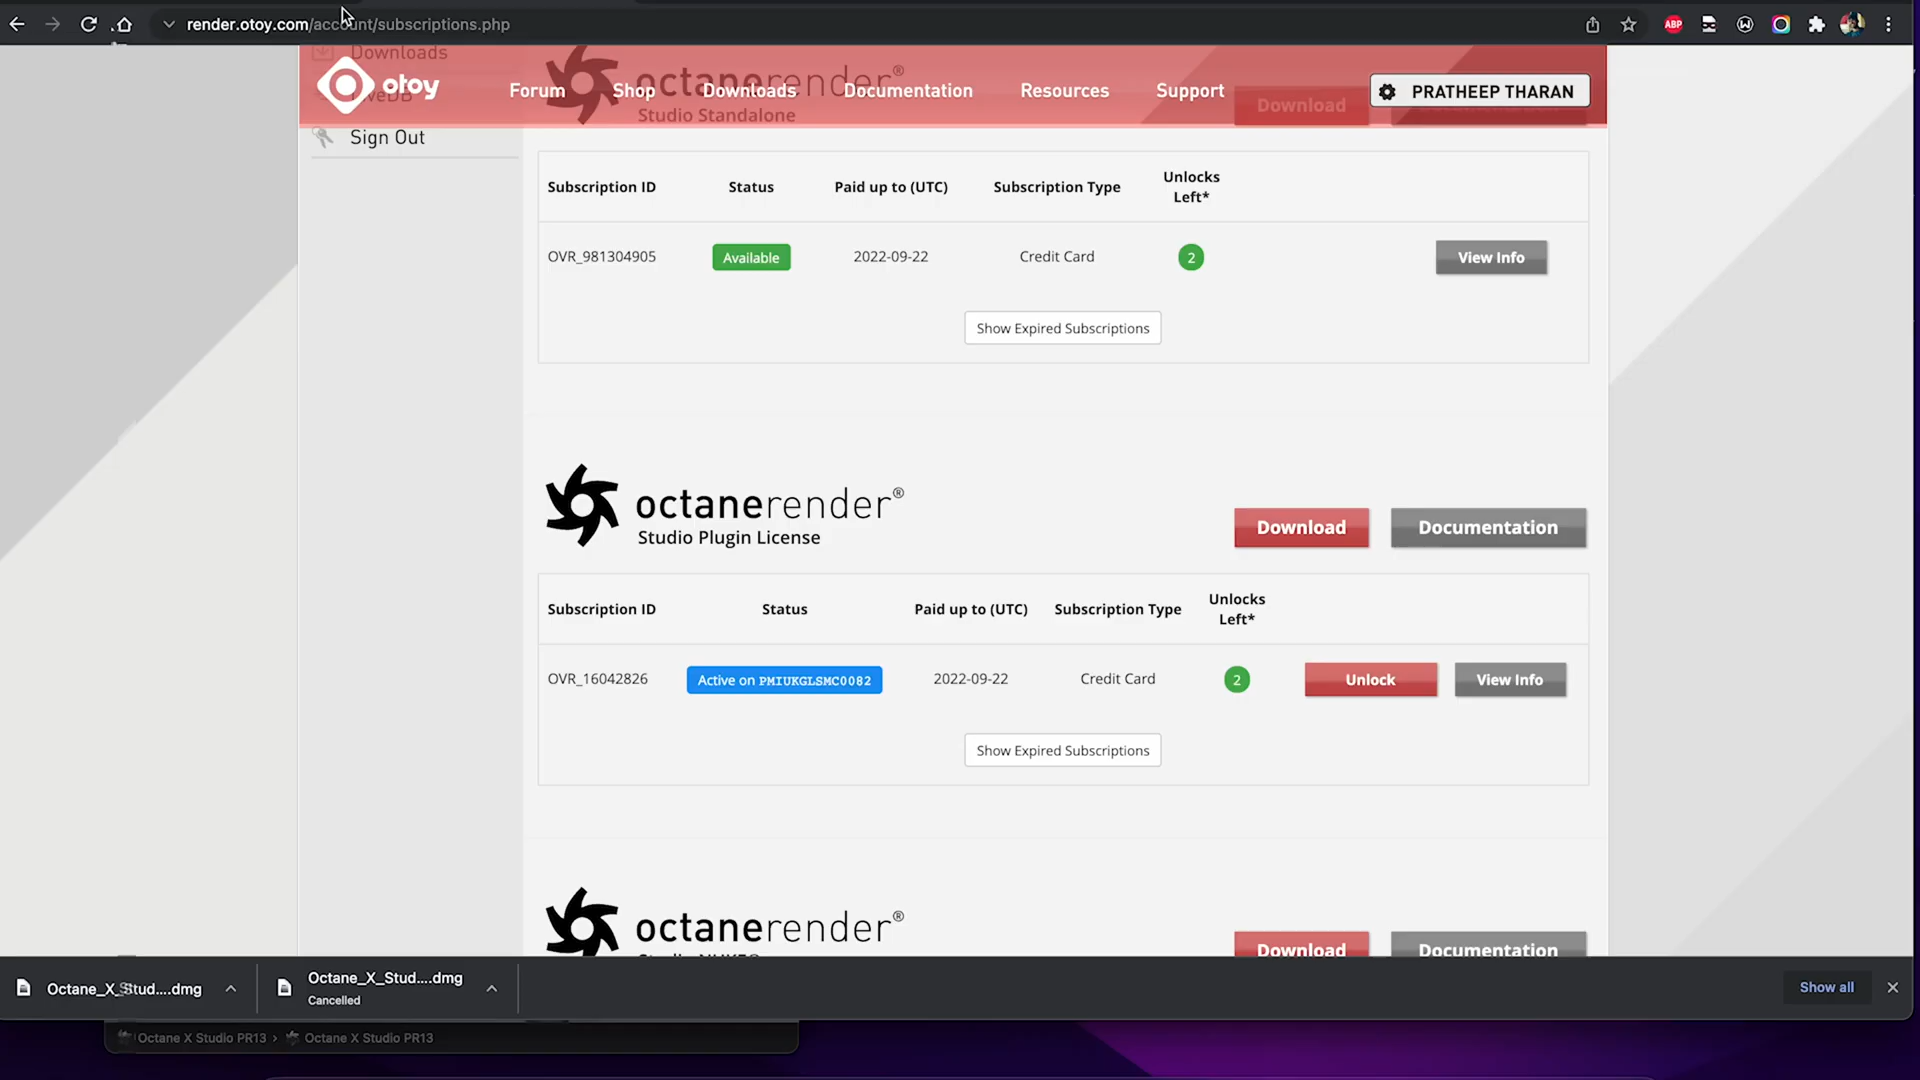 render.otoy.com/account/subscriptions.php
ABP
Downloads
otoy
Forum
Shop
Downloads
Documentation
Resources
Support
PRATHEEP THARAN
octanerender®
Studio Standalone
Download
LiveDB
Sign Out
Subscription ID Status Paid up to (UTC) Subscription Type Unlocks
Left*
OVR_981304905 Available 2022-09-22 Credit Card 2 View Info
Show Expired Subscriptions
octanerender®
Studio Plugin License
Download Documentation
Subscription ID Status Paid up to (UTC) Subscription Type Unlocks
Left*
OVR_16042826 Active on PMIUKGLSMC0082 2022-09-22 Credit Card 2 Unlock View Info
Show Expired Subscriptions
octanerender®
Download Documentation
Octane_X_Stud....dmg
Octane_X_Stud....dmg
Cancelled
Show all
Octane X Studio PR13 › Octane X Studio PR13